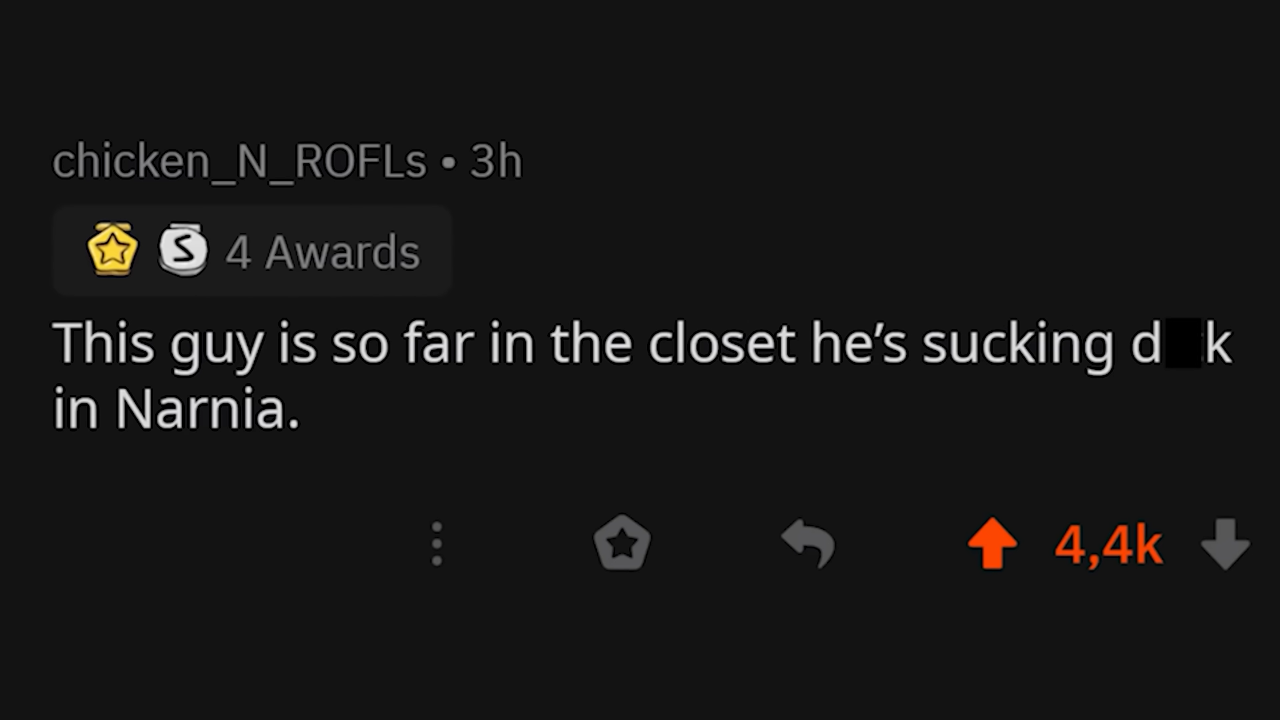 chicken_N_ROFLs • 3h
S 4 Awards
This guy is so far in the closet he’s sucking d█k
in Narnia.
4,4k